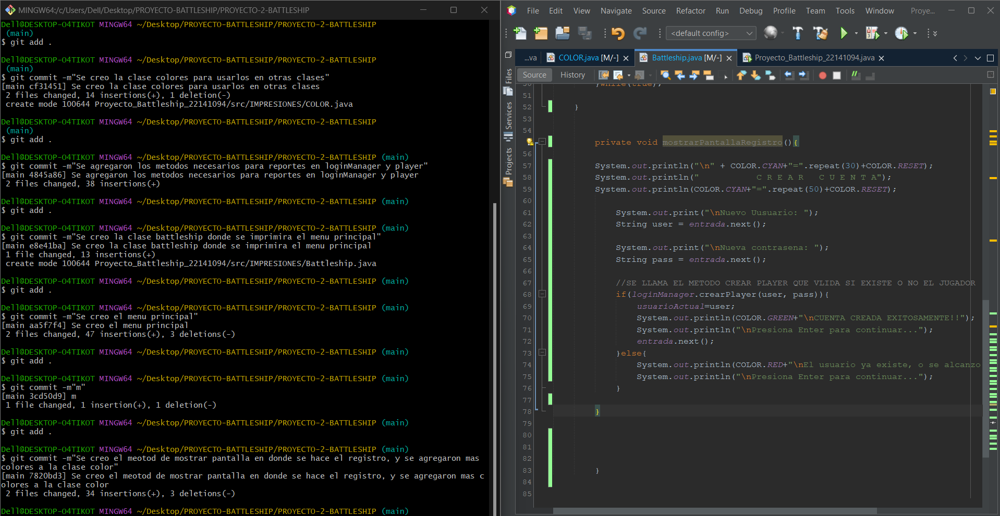 MINGW64:/c/Users/Dell/Desktop/PROYECTO-BATTLESHIP/PROYECTO-2-BATTLESHIP
Dell@DESKTOP-O4TIKOT MINGW64 ~/Desktop/PROYECTO-BATTLESHIP/PROYECTO-2-BATTLESHIP
(main)
$ git add .
Dell@DESKTOP-O4TIKOT MINGW64 ~/Desktop/PROYECTO-BATTLESHIP/PROYECTO-2-BATTLESHIP
(main)
$ git commit -m"Se creo la clase colores para usarlos en otras clases"
[main cf31451] Se creo la clase colores para usarlos en otras clases
2 files changed, 14 insertions(+), 1 deletion(-)
create mode 100644 Proyecto_Battleship_22141094/src/IMPRESIONES/COLOR.java
Dell@DESKTOP-O4TIKOT MINGW64 ~/Desktop/PROYECTO-BATTLESHIP/PROYECTO-2-BATTLESHIP
(main)
$ git add .
Dell@DESKTOP-O4TIKOT MINGW64 ~/Desktop/PROYECTO-BATTLESHIP/PROYECTO-2-BATTLESHIP (main)
$ git commit -m"Se agregaron los metodos necesarios para reportes en loginManager y player"
[main 4845a86] Se agregaron los metodos necesarios para reportes en loginManager y player
2 files changed, 38 insertions(+)
Dell@DESKTOP-O4TIKOT MINGW64 ~/Desktop/PROYECTO-BATTLESHIP/PROYECTO-2-BATTLESHIP (main)
$ git add .
Dell@DESKTOP-O4TIKOT MINGW64 ~/Desktop/PROYECTO-BATTLESHIP/PROYECTO-2-BATTLESHIP (main)
$ git commit -m"Se creo la clase battleship donde se imprimira el menu principal"
[main e8e41ba] Se creo la clase battleship donde se imprimira el menu principal
1 file changed, 13 insertions(+)
create mode 100644 Proyecto_Battleship_22141094/src/IMPRESIONES/Battleship.java
Dell@DESKTOP-O4TIKOT MINGW64 ~/Desktop/PROYECTO-BATTLESHIP/PROYECTO-2-BATTLESHIP (main)
$ git add .
Dell@DESKTOP-O4TIKOT MINGW64 ~/Desktop/PROYECTO-BATTLESHIP/PROYECTO-2-BATTLESHIP (main)
$ git commit -m"Se creo el menu principal"
[main aa5f7f4] Se creo el menu principal
2 files changed, 47 insertions(+), 3 deletions(-)
Dell@DESKTOP-O4TIKOT MINGW64 ~/Desktop/PROYECTO-BATTLESHIP/PROYECTO-2-BATTLESHIP (main)
$ git add .
Dell@DESKTOP-O4TIKOT MINGW64 ~/Desktop/PROYECTO-BATTLESHIP/PROYECTO-2-BATTLESHIP (main)
$ git commit -m"m"
[main 3cd50d9] m
1 file changed, 1 insertion(+), 1 deletion(-)
Dell@DESKTOP-O4TIKOT MINGW64 ~/Desktop/PROYECTO-BATTLESHIP/PROYECTO-2-BATTLESHIP (main)
$ git add .
Dell@DESKTOP-O4TIKOT MINGW64 ~/Desktop/PROYECTO-BATTLESHIP/PROYECTO-2-BATTLESHIP (main)
$ git commit -m"Se creo el meotod de mostrar pantalla en donde se hace el registro, y se agregaron mas
colores a la clase color"
[main 7820bd3] Se creo el meotod de mostrar pantalla en donde se hace el registro, y se agregaron mas c
olores a la clase color
2 files changed, 34 insertions(+), 3 deletions(-)
Dell@DESKTOP-O4TIKOT MINGW64 ~/Desktop/PROYECTO-BATTLESHIP/PROYECTO-2-BATTLESHIP (main)
File Edit View Navigate Source Refactor Run Debug Profile Team Tools Window Proye...
<default config>
...va COLOR.java [M/-] Battleship.java [M/-] Proyecto_Battleship_22141094.java
Source History
Files
Services
Projects
50 }while(true);
51
52 }
53
54
private void mostrarPantallaRegistro(){
56
57 System.out.println("\n" + COLOR.CYAN+"=".repeat(30)+COLOR.RESET);
58 System.out.println(" C R E A R C U E N T A");
59 System.out.println(COLOR.CYAN+"=".repeat(50)+COLOR.RESET);
60
61 System.out.print("\nNuevo Uusuario: ");
62 String user = entrada.next();
63
64 System.out.print("\nNueva contrasena: ");
65 String pass = entrada.next();
66
67 //SE LLAMA EL METODO CREAR PLAYER QUE VLIDA SI EXISTE O NO EL JUGADOR
68 if(loginManager.crearPlayer(user, pass)){
69 usuarioActual=user;
70 System.out.println(COLOR.GREEN+"\nCUENTA CREADA EXITOSAMENTE!!");
71 System.out.println("\nPresiona Enter para continuar...");
72 entrada.next();
73 }else{
74 System.out.println(COLOR.RED+"\nEl usuario ya existe, o se alcanzo
75 System.out.println("\nPresiona Enter para continuar...");
76 }
77
78 }
79
80
81
82
83 }
84
85